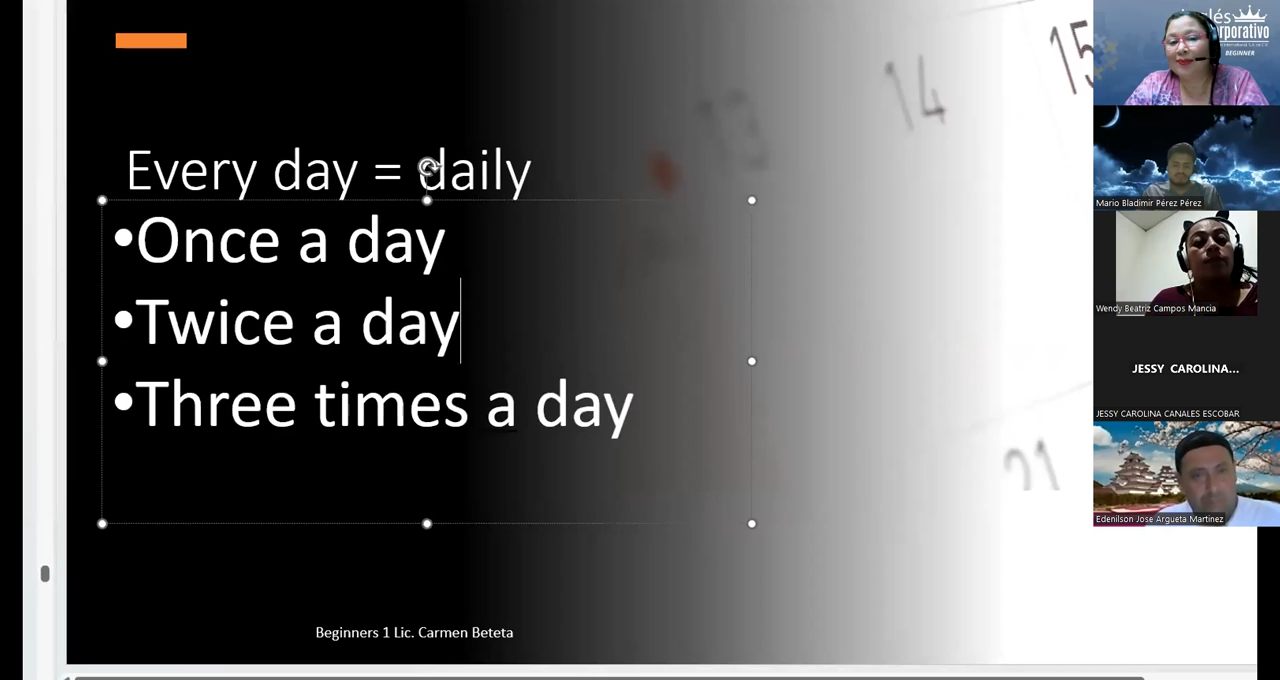 Every day = daily
•Once a day
•Twice a day
•Three times a day
Beginners 1 Lic. Carmen Beteta
13
14
15
21
BEGINNER
Mario Bladimir Pérez Pérez
Wendy Beatriz Campos Mancia
JESSY CAROLINA...
JESSY CAROLINA CANALES ESCOBAR
Edenilson Jose Argueta Martinez